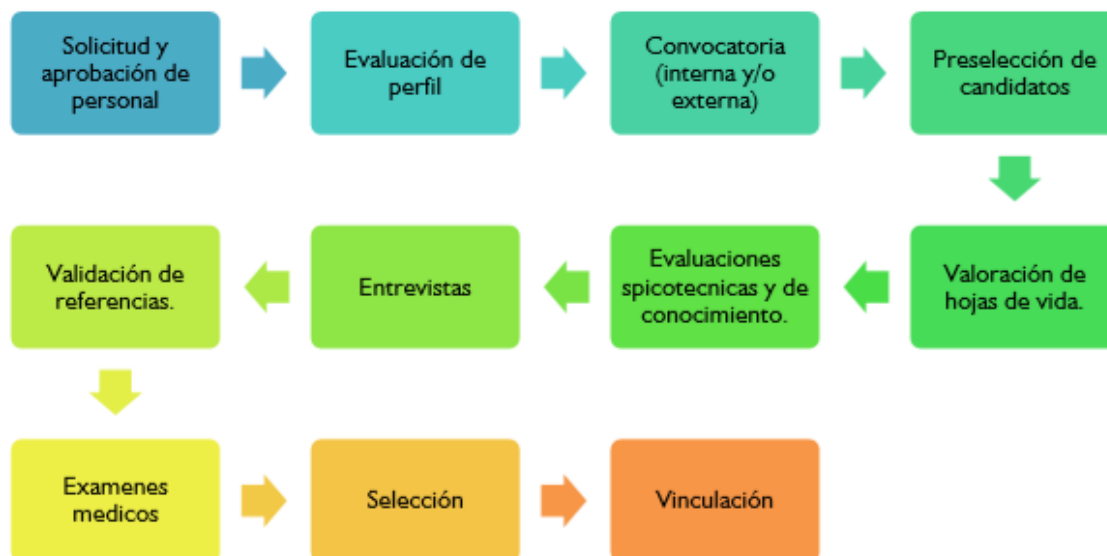 Solicitud y
aprobación de
personal
Evaluación de
perfil
Convocatoria
(interna y/o
externa)
Preselección de
candidatos
Valoración de
hojas de vida.
Evaluaciones
spicotecnicas y de
conocimiento.
Entrevistas
Validación de
referencias.
Examenes
medicos
Selección
Vinculación